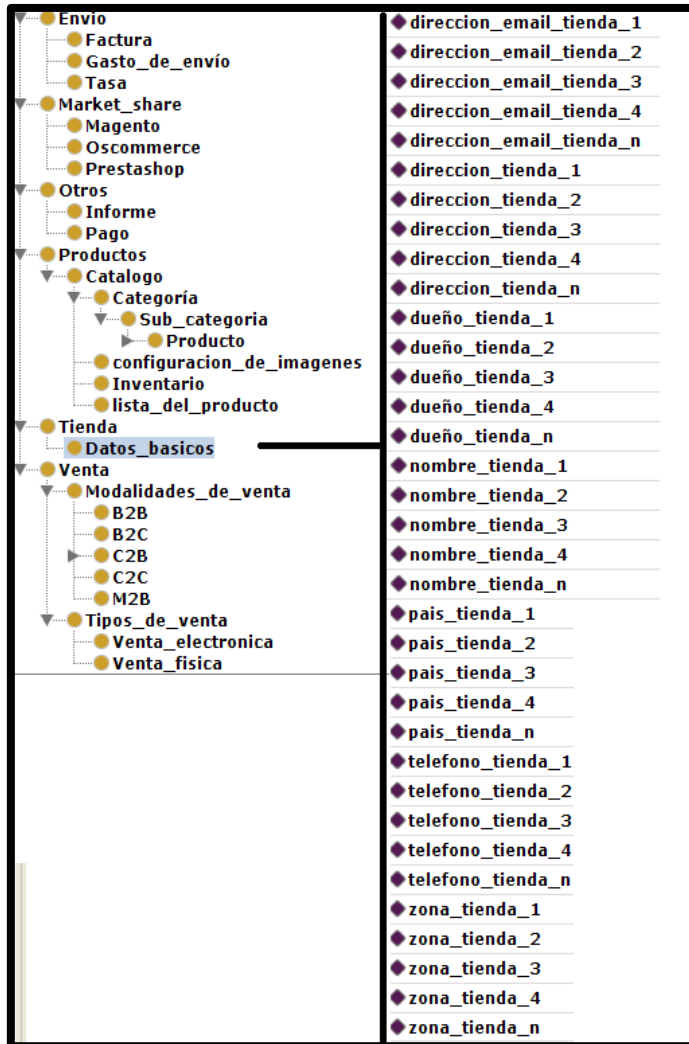 Envio
Factura
Gasto_de_envío
Tasa
Market_share
Magento
Oscommerce
Prestashop
Otros
Informe
Pago
Productos
Catalogo
Categoría
Sub_categoria
Producto
configuracion_de_imagenes
Inventario
lista_del_producto
Tienda
Datos_basicos
Venta
Modalidades_de_venta
B2B
B2C
C2B
C2C
M2B
Tipos_de_venta
Venta_electronica
Venta_fisica
direccion_email_tienda_1
direccion_email_tienda_2
direccion_email_tienda_3
direccion_email_tienda_4
direccion_email_tienda_n
direccion_tienda_1
direccion_tienda_2
direccion_tienda_3
direccion_tienda_4
direccion_tienda_n
dueño_tienda_1
dueño_tienda_2
dueño_tienda_3
dueño_tienda_4
dueño_tienda_n
nombre_tienda_1
nombre_tienda_2
nombre_tienda_3
nombre_tienda_4
nombre_tienda_n
pais_tienda_1
pais_tienda_2
pais_tienda_3
pais_tienda_4
pais_tienda_n
telefono_tienda_1
telefono_tienda_2
telefono_tienda_3
telefono_tienda_4
telefono_tienda_n
zona_tienda_1
zona_tienda_2
zona_tienda_3
zona_tienda_4
zona_tienda_n